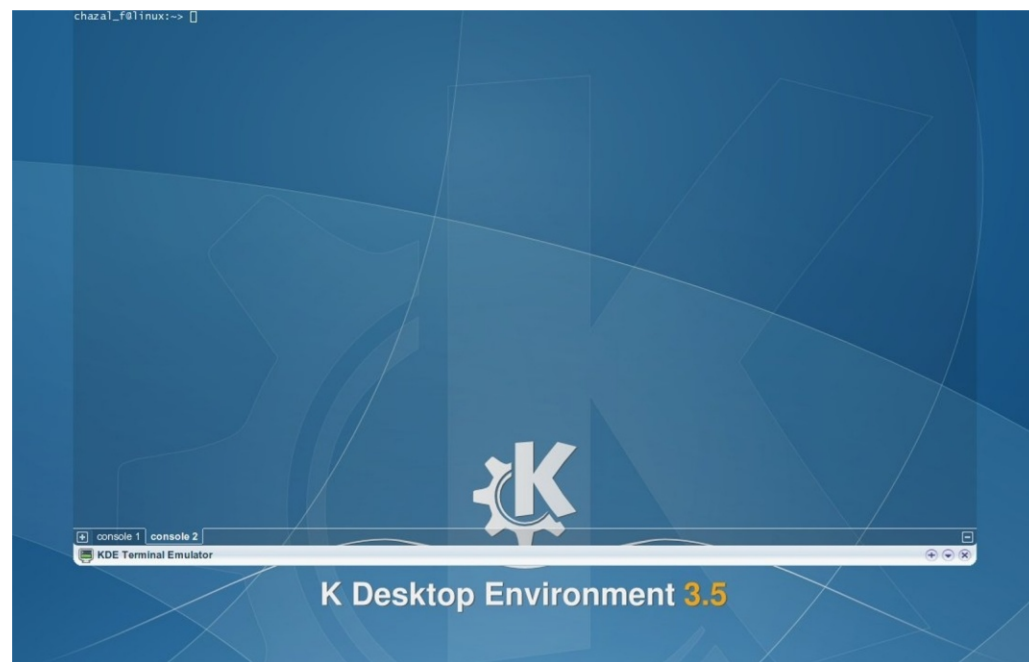 chazal_f@linux:~>
console 1 console 2
KDE Terminal Emulator
K Desktop Environment 3.5